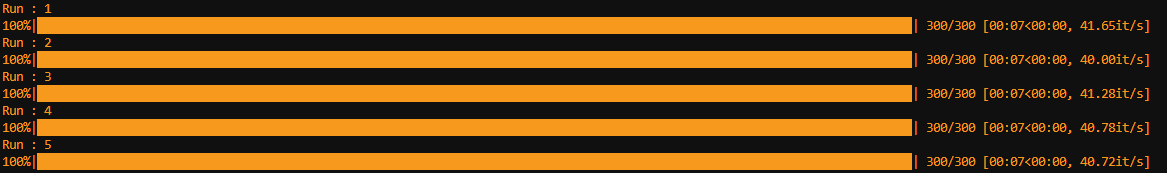 Run : 1
100%|██████████| 300/300 [00:07<00:00, 41.65it/s]
Run : 2
100%|██████████| 300/300 [00:07<00:00, 40.00it/s]
Run : 3
100%|██████████| 300/300 [00:07<00:00, 41.28it/s]
Run : 4
100%|██████████| 300/300 [00:07<00:00, 40.78it/s]
Run : 5
100%|██████████| 300/300 [00:07<00:00, 40.72it/s]